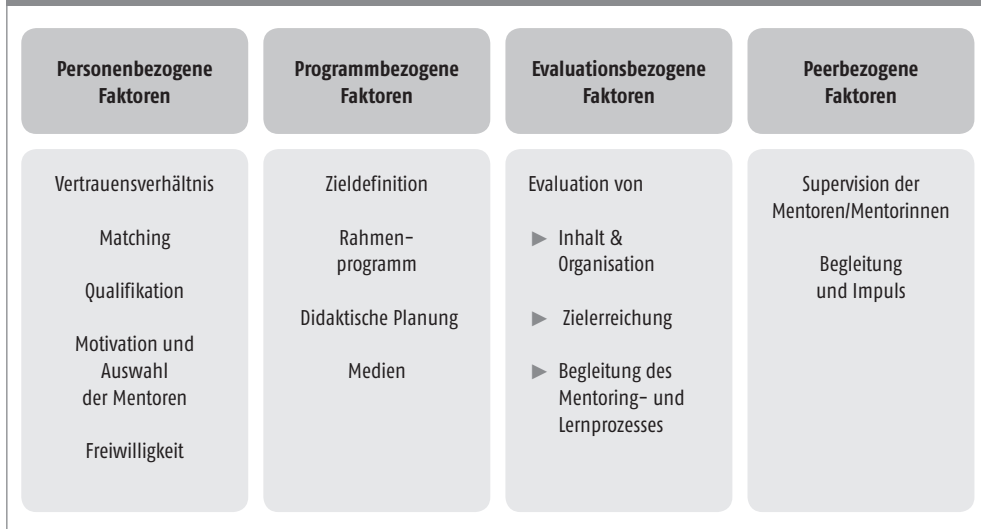 Personenbezogene
Faktoren
Vertrauensverhältnis
Matching
Qualifikation
Motivation und
Auswahl
der Mentoren
Freiwilligkeit
Programmbezogene
Faktoren
Zieldefinition
Rahmen-
programm
Didaktische Planung
Medien
Evaluationsbezogene
Faktoren
Evaluation von
► Inhalt &
Organisation
► Zielerreichung
► Begleitung des
Mentoring- und
Lernprozesses
Peerbezogene
Faktoren
Supervision der
Mentoren/Mentorinnen
Begleitung
und Impuls